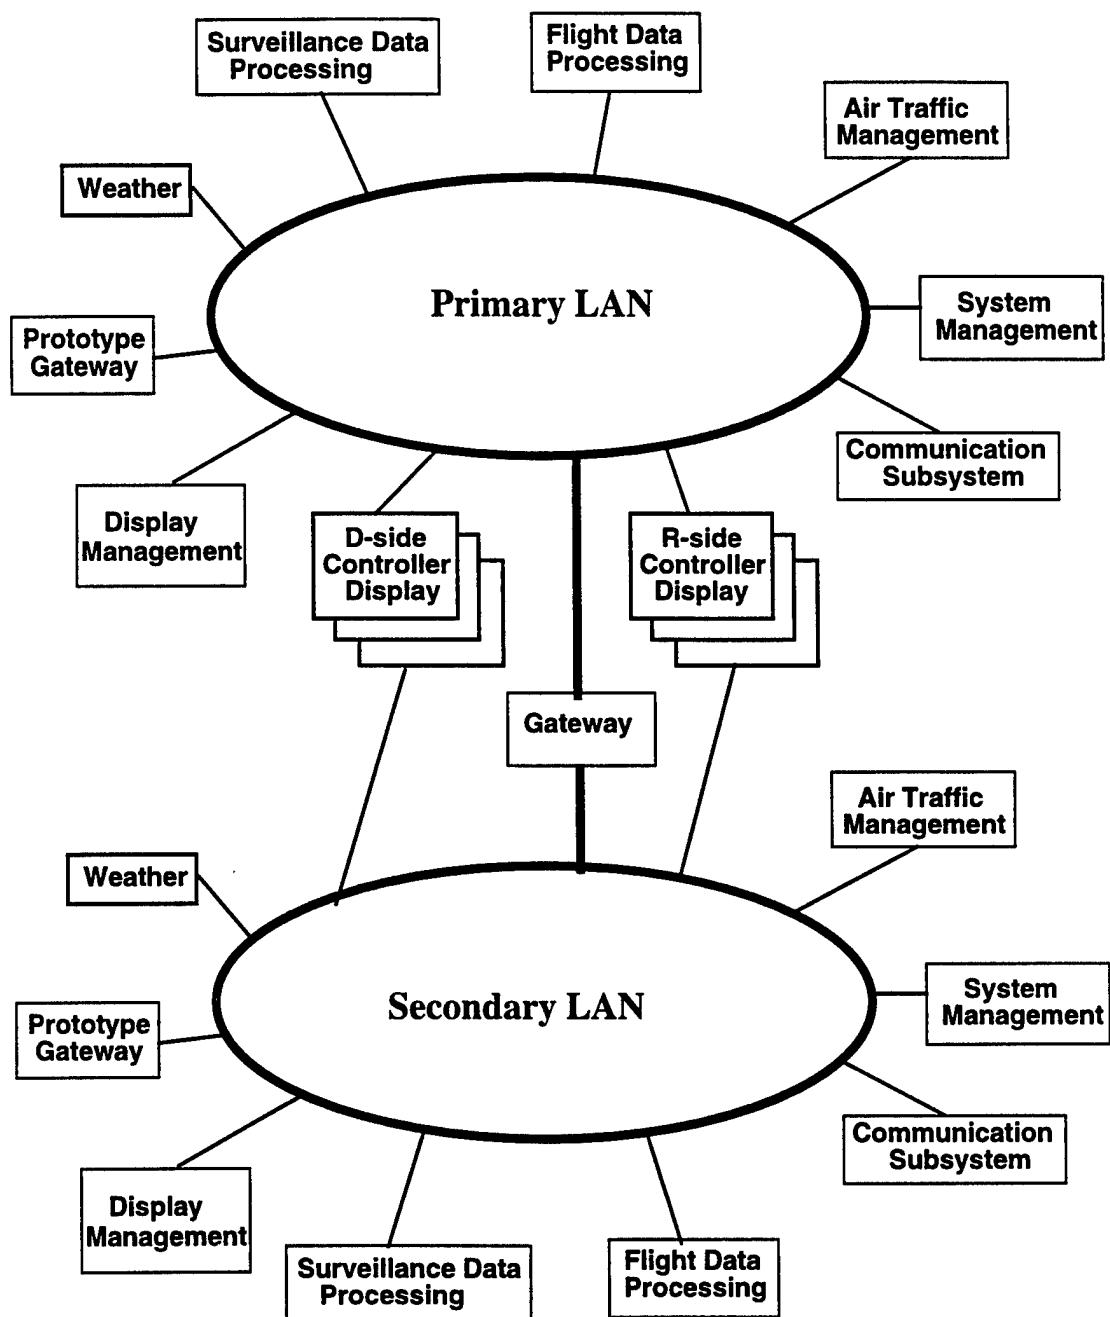 Surveillance Data
Processing
Flight Data
Processing
Air Traffic
Management
Weather
Primary LAN
System
Management
Prototype
Gateway
Communication
Subsystem
Display
Management
D-side
Controller
Display
R-side
Controller
Display
Gateway
Air Traffic
Management
Weather
Secondary LAN
System
Management
Prototype
Gateway
Communication
Subsystem
Display
Management
Surveillance Data
Processing
Flight Data
Processing